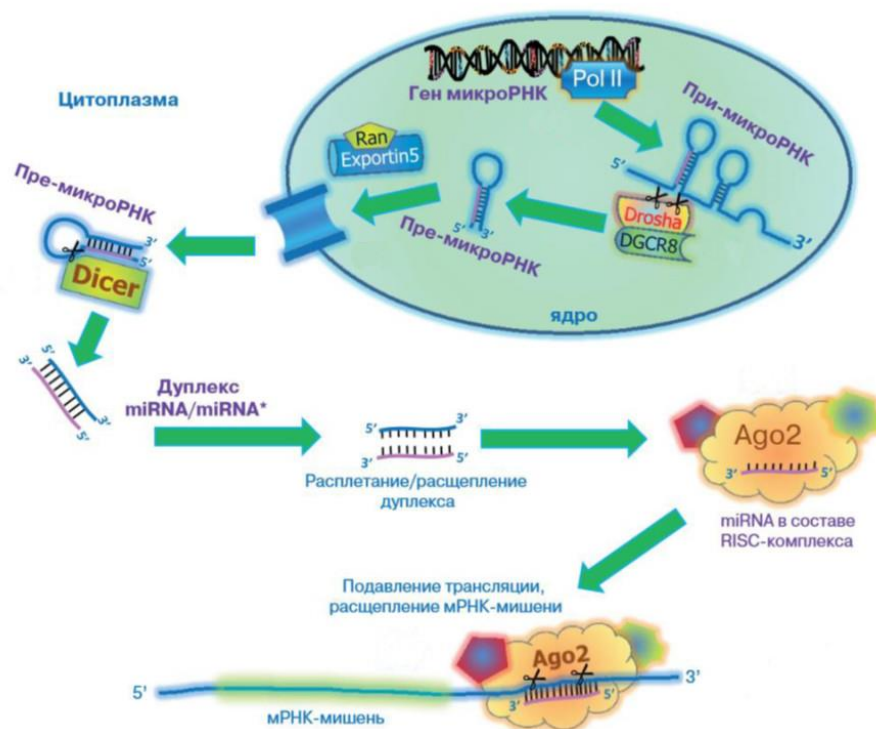 Цитоплазма
Ген микроРНК
Pol II
При-микроРНК
5'
3'
Drosha
DGCR8
Ran
Exportin5
Пре-микроРНК
5' 3'
ядро
Пре-микроРНК
3'
5'
Dicer
5'
3'
3'
5'
Дуплекс
miRNA/miRNA*
5'
3'
3'
5'
Расплетание/расщепление
дуплекса
Ago2
3'
5'
miRNA в составе
RISC-комплекса
Подавление трансляции,
расщепление мРНК-мишени
Ago2
5'
3'
3'
5'
мРНК-мишень